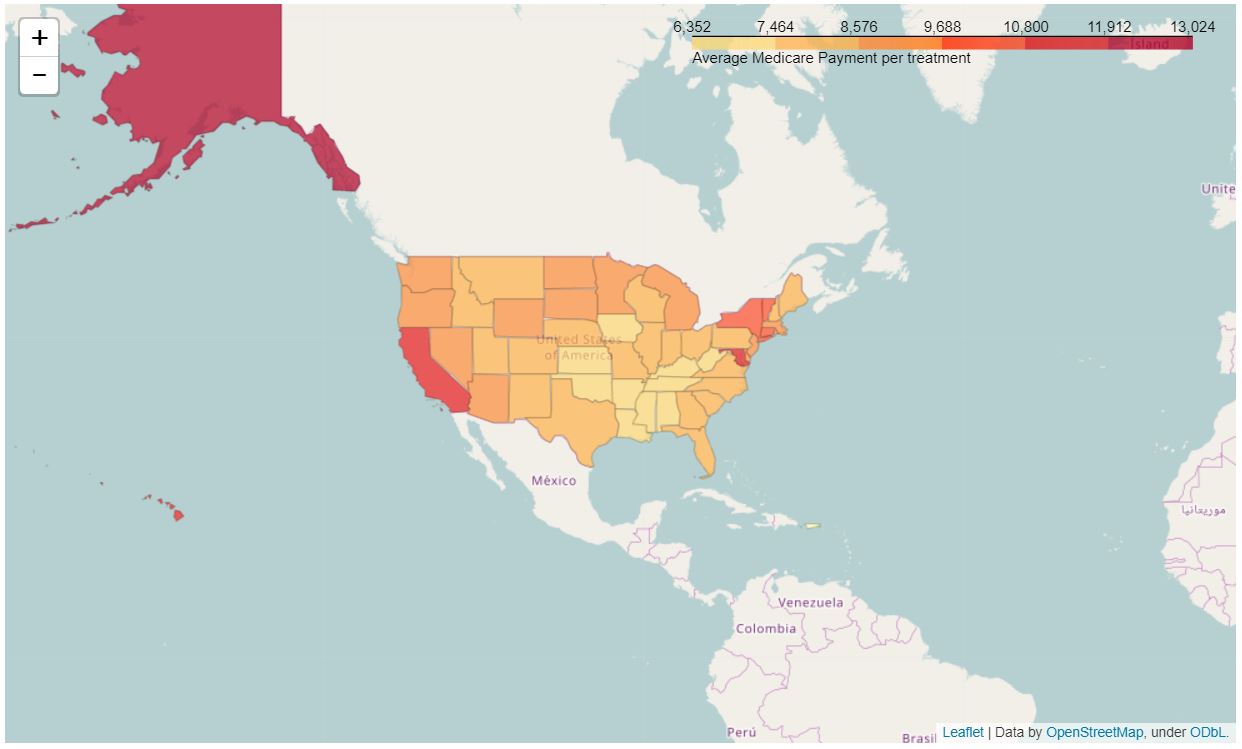 +
−
6,352 7,464 8,576 9,688 10,800 11,912 13,024
Island
Average Medicare Payment per treatment
Unite
United States
of America
México
موريتانيا
Venezuela
Colombia
Perú
Brasil
Leaflet | Data by OpenStreetMap, under ODbL.